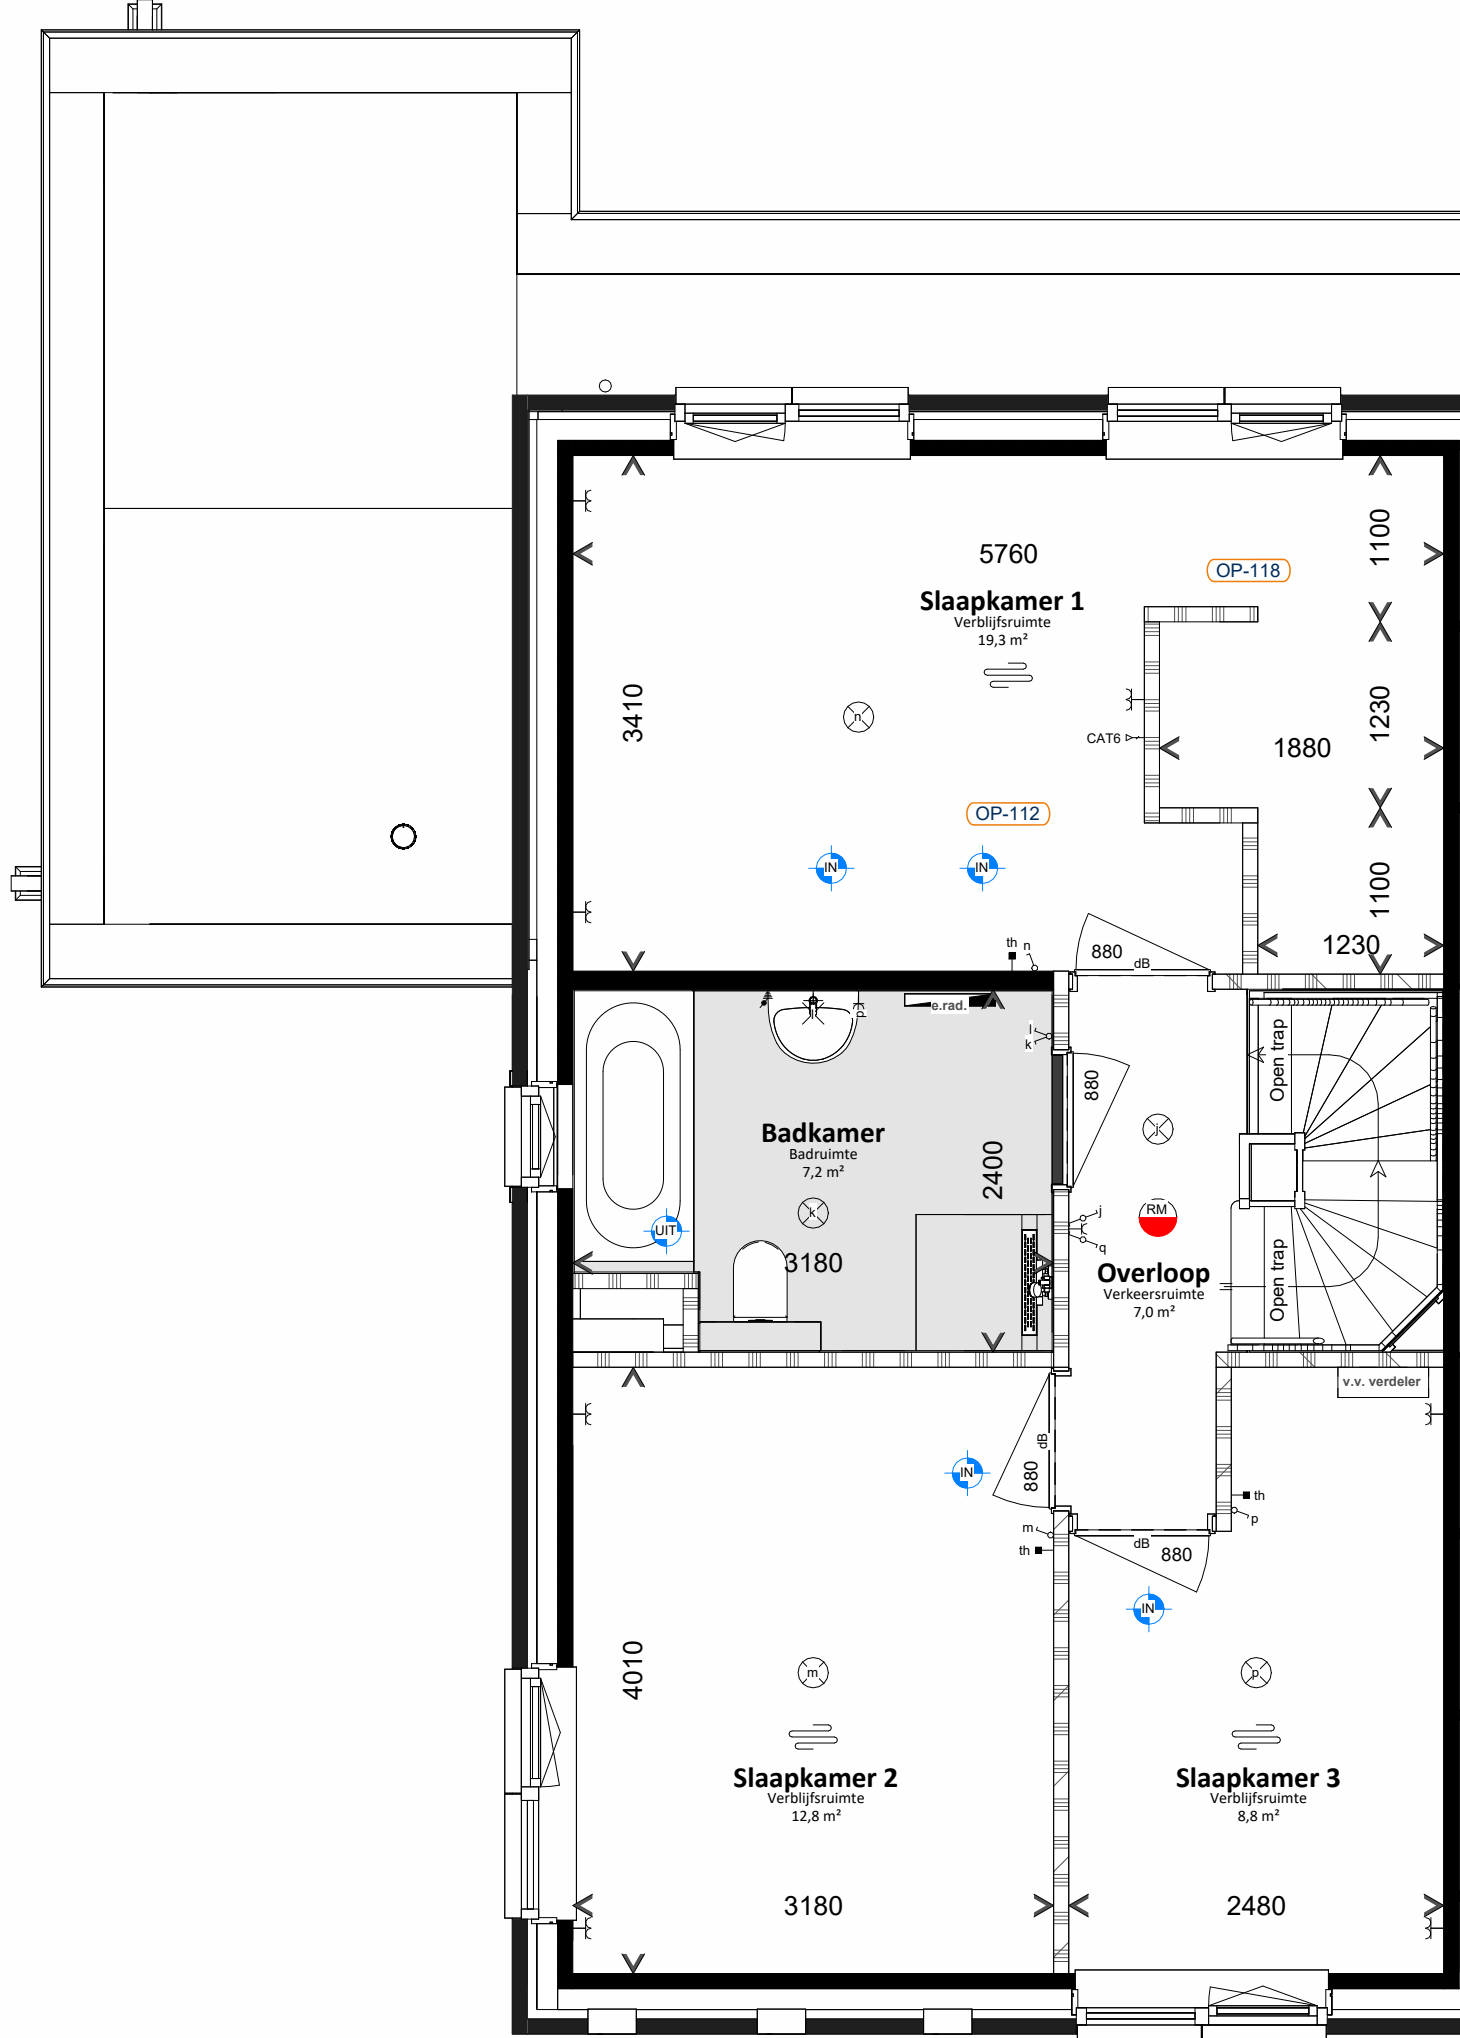 5760
1100
OP-118
Slaapkamer 1
Verblijfsruimte
19,3 m²
3410
n
1230
CAT6
1880
OP-112
IN
IN
1100
th
n
880
dB
1230
e.rad.
l
k
880
Open trap
Badkamer
Badruimte
7,2 m²
2400
j
k
UIT
RM
j
q
3180
Overloop
Verkeersruimte
7,0 m²
Open trap
v.v. verdeler
dB
880
IN
th
p
m
th
dB
880
IN
4010
m
p
Slaapkamer 2
Verblijfsruimte
12,8 m²
Slaapkamer 3
Verblijfsruimte
8,8 m²
3180
2480